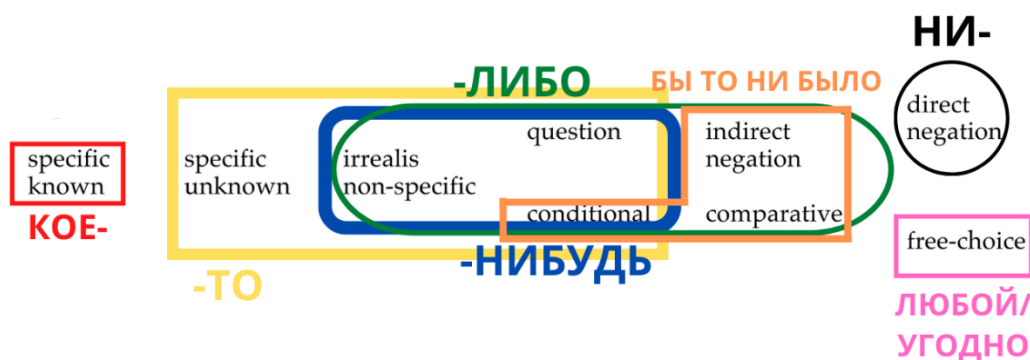 НИ-
-ЛИБО
БЫ ТО НИ БЫЛО
direct
negation
question
indirect
negation
specific
known
specific
unknown
irrealis
non-specific
conditional
comparative
КОЕ-
free-choice
-НИБУДЬ
-ТО
ЛЮБОЙ/
УГОДНО